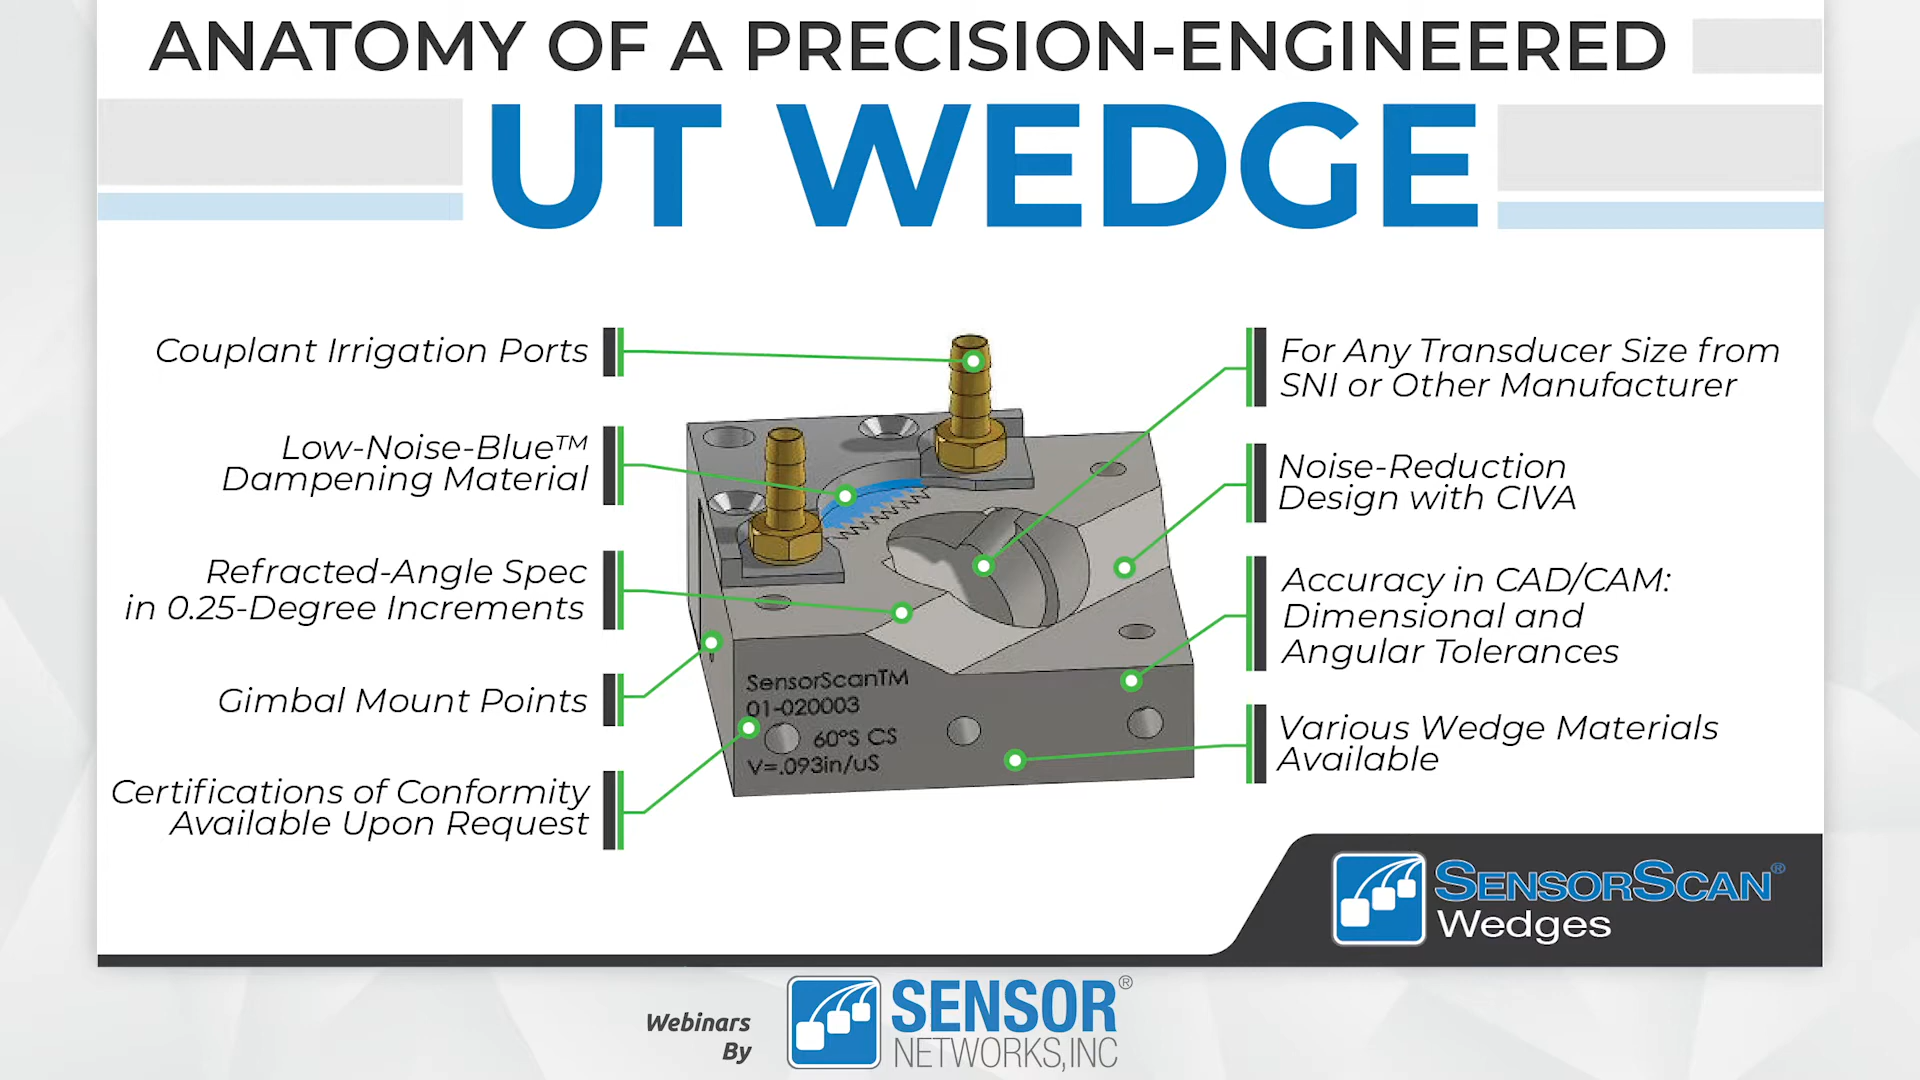 ANATOMY OF A PRECISION-ENGINEERED
UT WEDGE
Couplant Irrigation Ports
Low-Noise-Blue™
Dampening Material
Refracted-Angle Spec
in 0.25-Degree Increments
Gimbal Mount Points
Certifications of Conformity
Available Upon Request
SensorScanTM
01-020003
60°S CS
V=.093in/uS
For Any Transducer Size from
SNI or Other Manufacturer
Noise-Reduction
Design with CIVA
Accuracy in CAD/CAM:
Dimensional and
Angular Tolerances
Various Wedge Materials
Available
SENSORSCAN®
Wedges
Webinars
By
SENSOR®
NETWORKS,INC